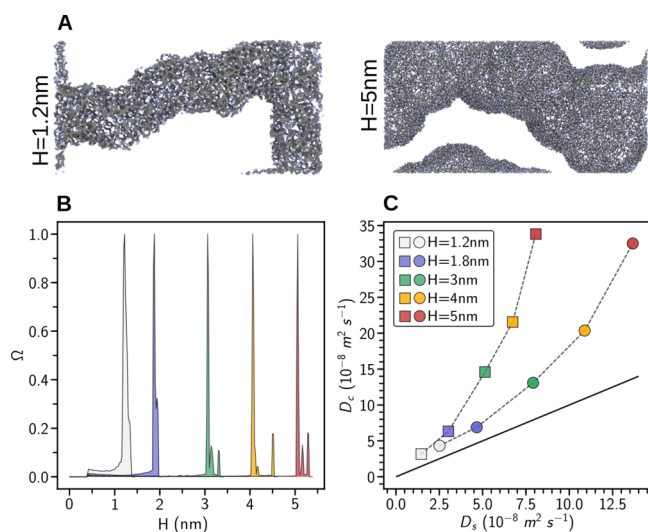 A
H=1.2nm
H=5nm
B
1.0
0.8
0.6
0.4
0.2
0.0
Ω
0
1
2
3
4
5
H (nm)
C
35
30
25
20
15
10
5
0
D_c (10⁻⁸ m² s⁻¹)
H=1.2nm
H=1.8nm
H=3nm
H=4nm
H=5nm
0.0
2.5
5.0
7.5
10.0
12.5
D_s (10⁻⁸ m² s⁻¹)